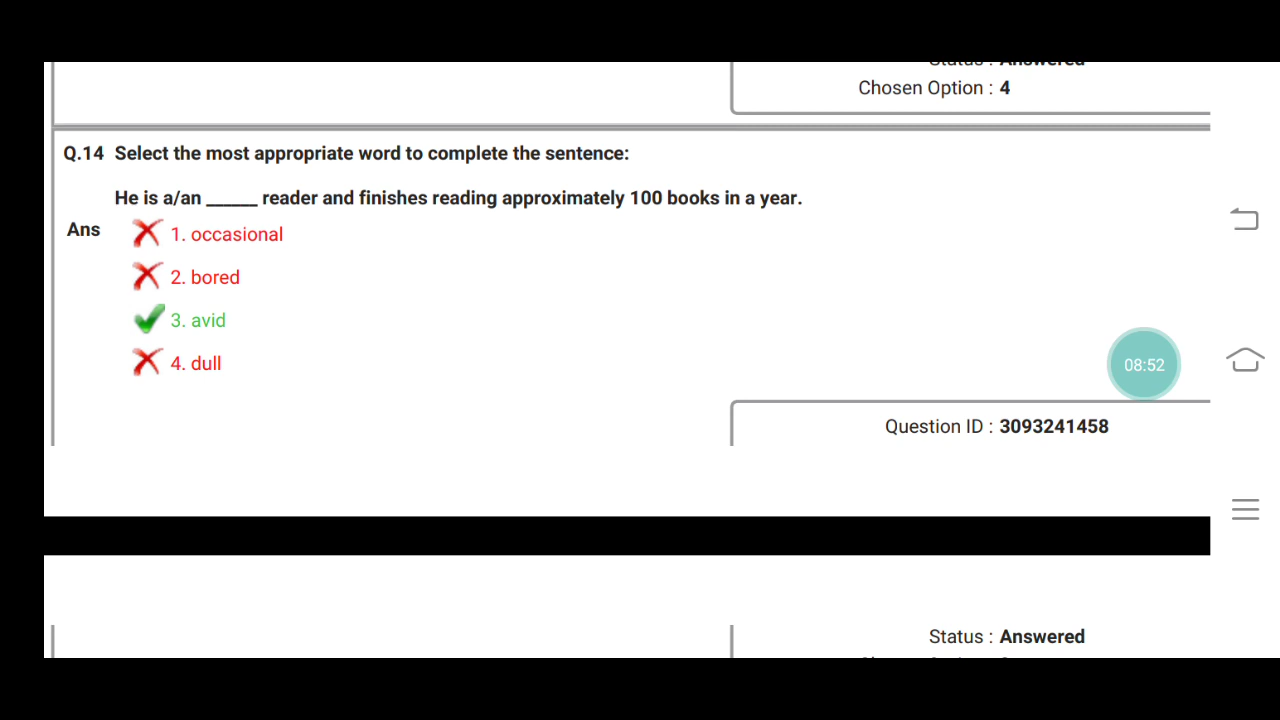 Status : Answered
Chosen Option : 4
Q.14 Select the most appropriate word to complete the sentence:
He is a/an ______ reader and finishes reading approximately 100 books in a year.
Ans
1. occasional
2. bored
3. avid
4. dull
08:52
Question ID : 3093241458
Status : Answered